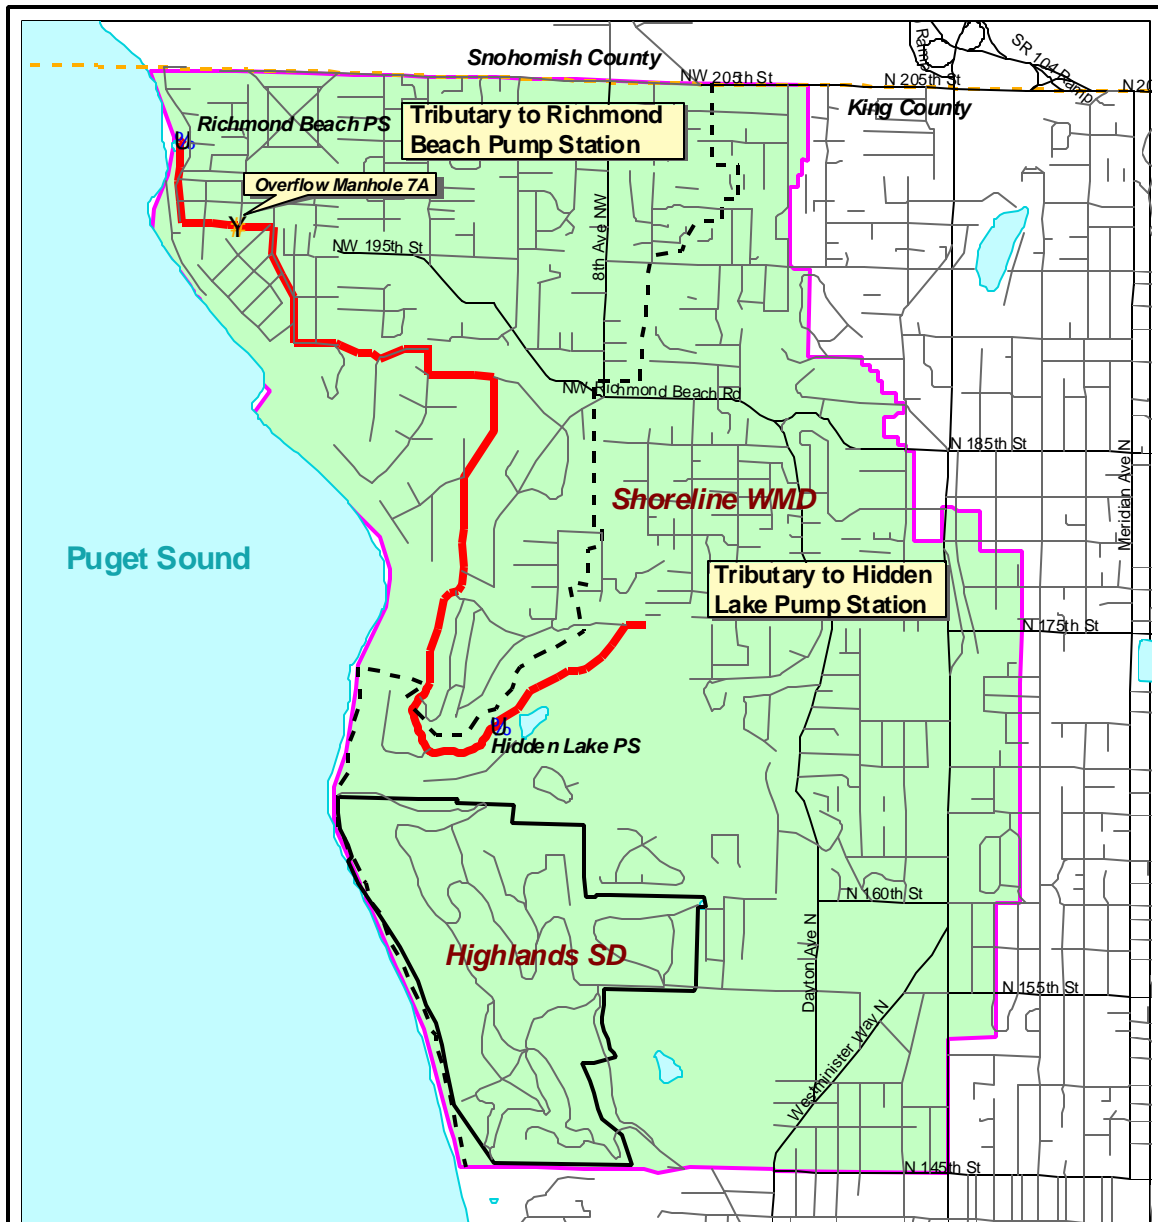 Ramp
SR 104 Ramp
Snohomish County
NW 205th St
N 205th St
N 20
King County
Richmond Beach PS
Tributary to Richmond
Beach Pump Station
Overflow Manhole 7A
Y
NW 195th St
8th Ave NW
NW Richmond Beach Rd
N 185th St
Meridian Ave N
Shoreline WMD
Puget Sound
Tributary to Hidden
Lake Pump Station
N 175th St
Hidden Lake PS
N 160th St
Highlands SD
Dayton Ave N
N 155th St
Westminister Way N
N 145th St